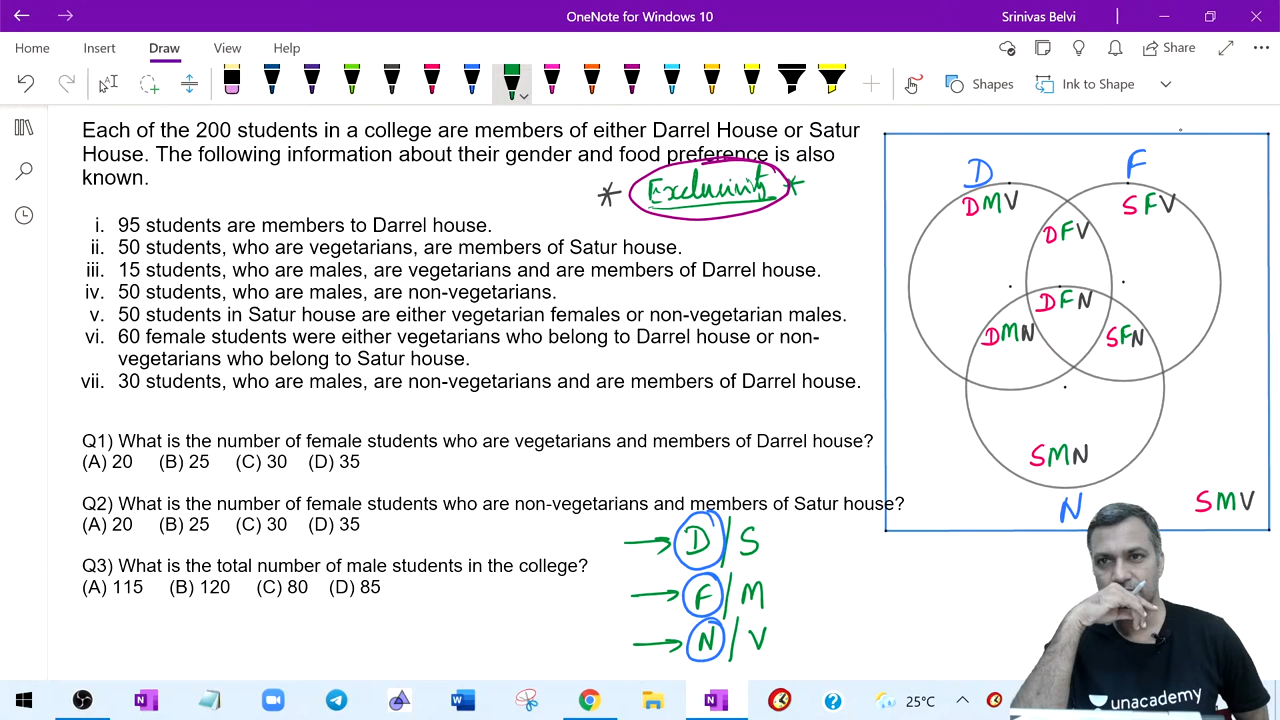 OneNote for Windows 10
Srinivas Belvi
Home Insert Draw View Help
Share
Shapes
Ink to Shape
Each of the 200 students in a college are members of either Darrel House or Satur
House. The following information about their gender and food preference is also
known.
* Exclusivity *
i. 95 students are members to Darrel house.
ii. 50 students, who are vegetarians, are members of Satur house.
iii. 15 students, who are males, are vegetarians and are members of Darrel house.
iv. 50 students, who are males, are non-vegetarians.
v. 50 students in Satur house are either vegetarian females or non-vegetarian males.
vi. 60 female students were either vegetarians who belong to Darrel house or non-
vegetarians who belong to Satur house.
vii. 30 students, who are males, are non-vegetarians and are members of Darrel house.
Q1) What is the number of female students who are vegetarians and members of Darrel house?
(A) 20 (B) 25 (C) 30 (D) 35
Q2) What is the number of female students who are non-vegetarians and members of Satur house?
(A) 20 (B) 25 (C) 30 (D) 35
Q3) What is the total number of male students in the college?
(A) 115 (B) 120 (C) 80 (D) 85
D / S
F / M
N / V
D
F
DMV
SFV
DFV
DFN
DMN
SFN
SMN
N
SMV
unacademy
25°C